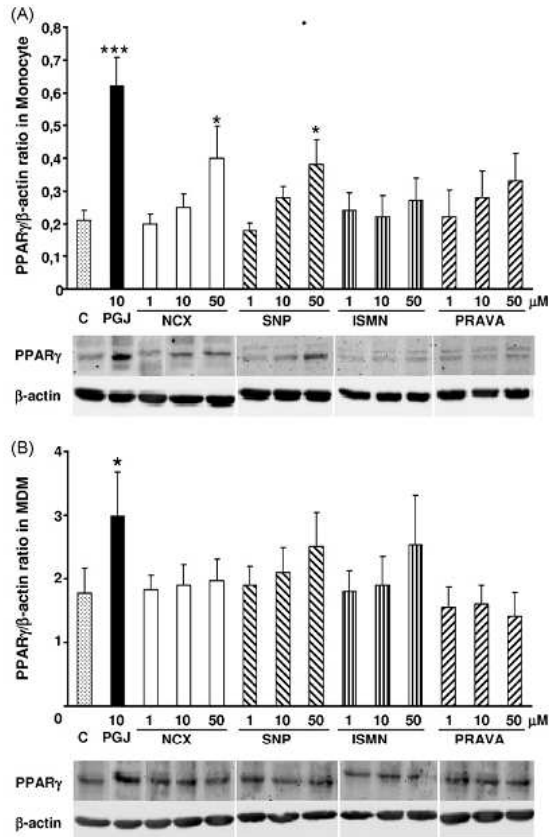 (A)
PPARγ/β-actin ratio in Monocyte
0,8
0,7
0,6
0,5
0,4
0,3
0,2
0,1
0
***
*
*
10 1 10 50 1 10 50 1 10 50 1 10 50 μM
C PGJ NCX SNP ISMN PRAVA
PPARγ
β-actin
(B)
PPARγ/β-actin ratio in MDM
4
3
2
1
0
*
10 1 10 50 1 10 50 1 10 50 1 10 50 μM
C PGJ NCX SNP ISMN PRAVA
PPARγ
β-actin